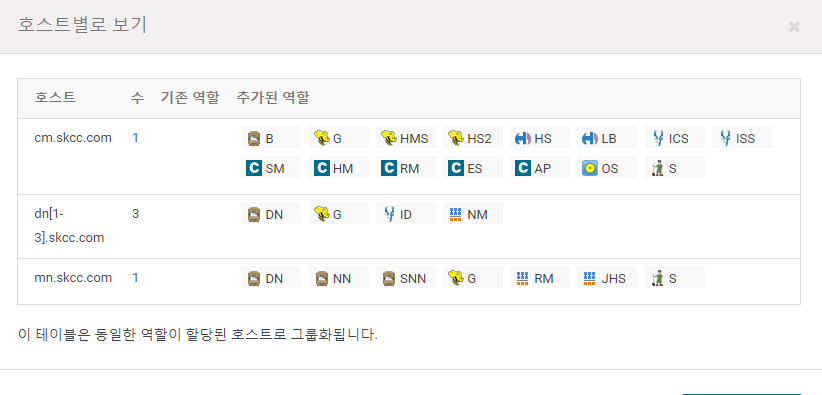 호스트별로 보기
호스트 수 기존 역할 추가된 역할
cm.skcc.com 1 B G HMS HS2 HS LB ICS ISS
C SM C HM C RM C ES C AP OS S
dn[1-
3].skcc.com 3 DN G ID NM
mn.skcc.com 1 DN NN SNN G RM JHS S
이 테이블은 동일한 역할이 할당된 호스트로 그룹화됩니다.